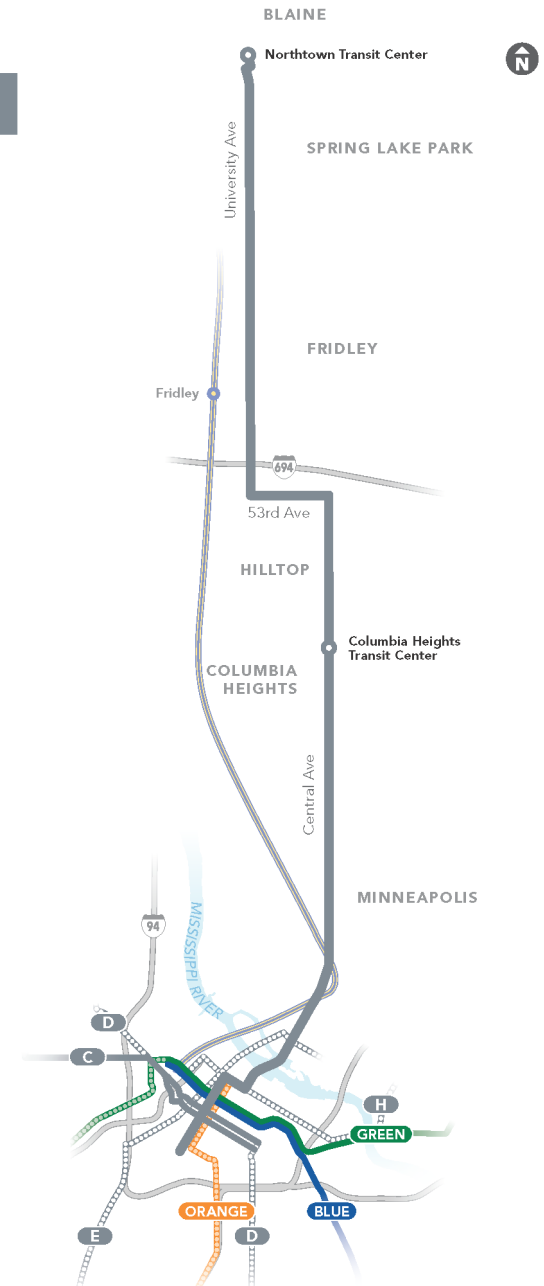 BLAINE
Northtown Transit Center
N
University Ave
SPRING LAKE PARK
FRIDLEY
Fridley
694
53rd Ave
HILLTOP
Columbia Heights
Transit Center
COLUMBIA
HEIGHTS
Central Ave
MINNEAPOLIS
94
MISSISSIPPI RIVER
D
C
H
GREEN
ORANGE
BLUE
E
D